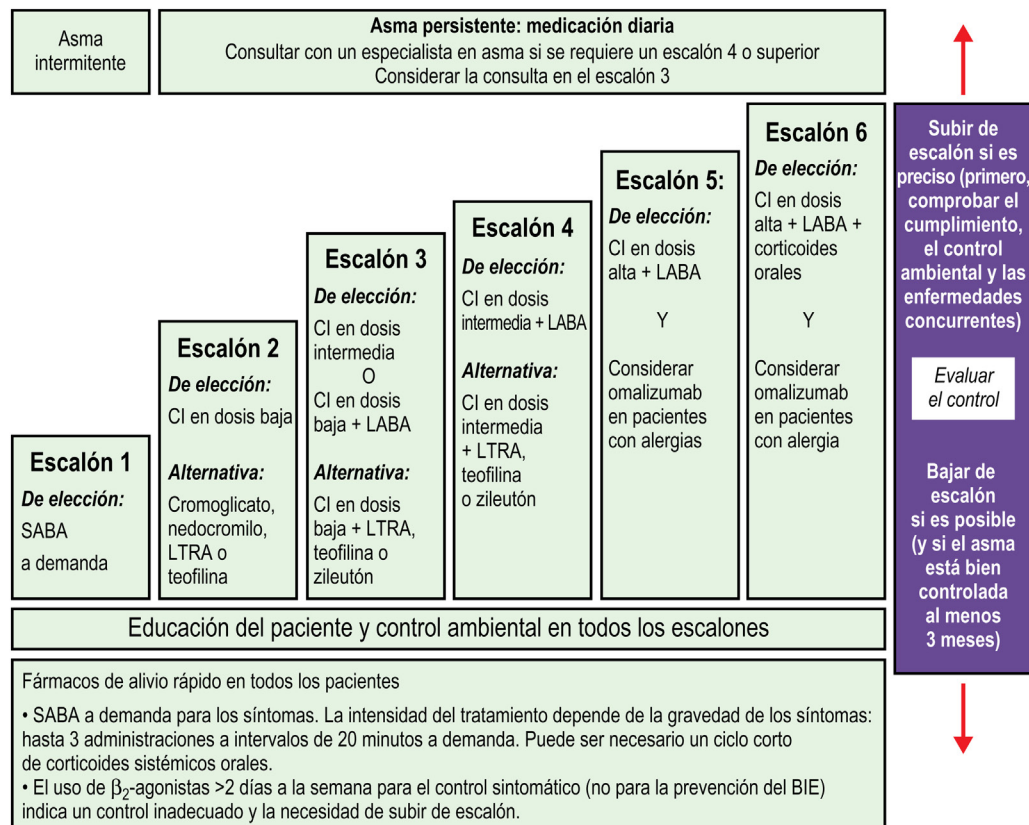 Asma
intermitente
Asma persistente: medicación diaria
Consultar con un especialista en asma si se requiere un escalón 4 o superior
Considerar la consulta en el escalón 3
Escalón 1
De elección:
SABA
a demanda
Escalón 2
De elección:
CI en dosis baja
Alternativa:
Cromoglicato,
nedocromilo,
LTRA o
teofilina
Escalón 3
De elección:
CI en dosis
intermedia
O
CI en dosis
baja + LABA
Alternativa:
CI en dosis
baja + LTRA,
teofilina o
zileutón
Escalón 4
De elección:
CI en dosis
intermedia + LABA
Alternativa:
CI en dosis
intermedia
+ LTRA,
teofilina
o zileutón
Escalón 5:
De elección:
CI en dosis
alta + LABA
Y
Considerar
omalizumab
en pacientes
con alergias
Escalón 6
De elección:
CI en dosis
alta + LABA +
corticoides
orales
Y
Considerar
omalizumab
en pacientes
con alergia
Subir de
escalón si es
preciso (primero,
comprobar el
cumplimiento,
el control
ambiental y las
enfermedades
concurrentes)
Evaluar
el control
Bajar de
escalón
si es posible
(y si el asma
está bien
controlada
al menos
3 meses)
Educación del paciente y control ambiental en todos los escalones
Fármacos de alivio rápido en todos los pacientes
• SABA a demanda para los síntomas. La intensidad del tratamiento depende de la gravedad de los síntomas:
hasta 3 administraciones a intervalos de 20 minutos a demanda. Puede ser necesario un ciclo corto
de corticoides sistémicos orales.
• El uso de β₂-agonistas >2 días a la semana para el control sintomático (no para la prevención del BIE)
indica un control inadecuado y la necesidad de subir de escalón.